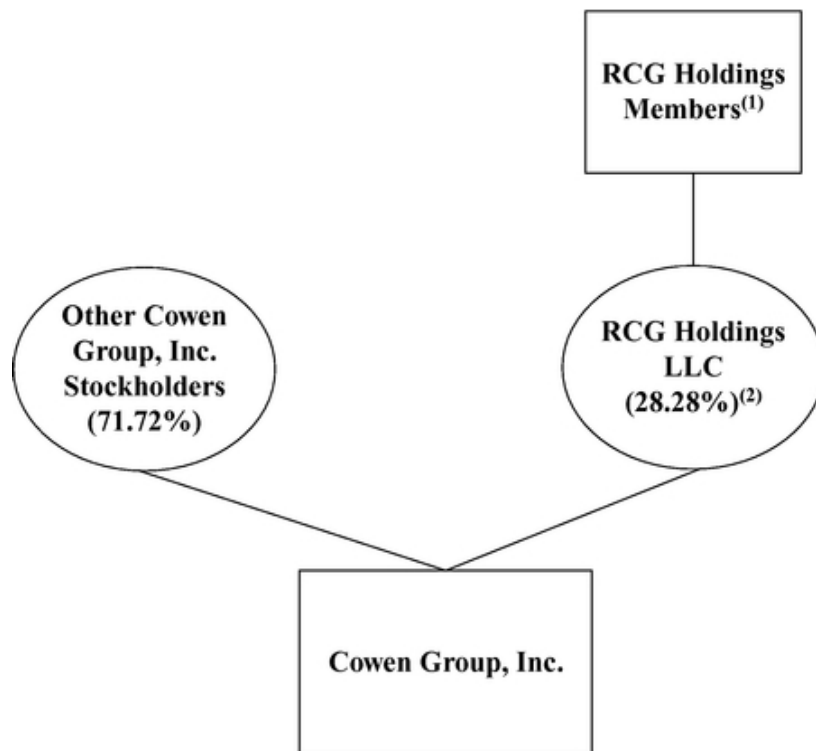 RCG Holdings
Members(1)
Other Cowen
Group, Inc.
Stockholders
(71.72%)
RCG Holdings
LLC
(28.28%)(2)
Cowen Group, Inc.